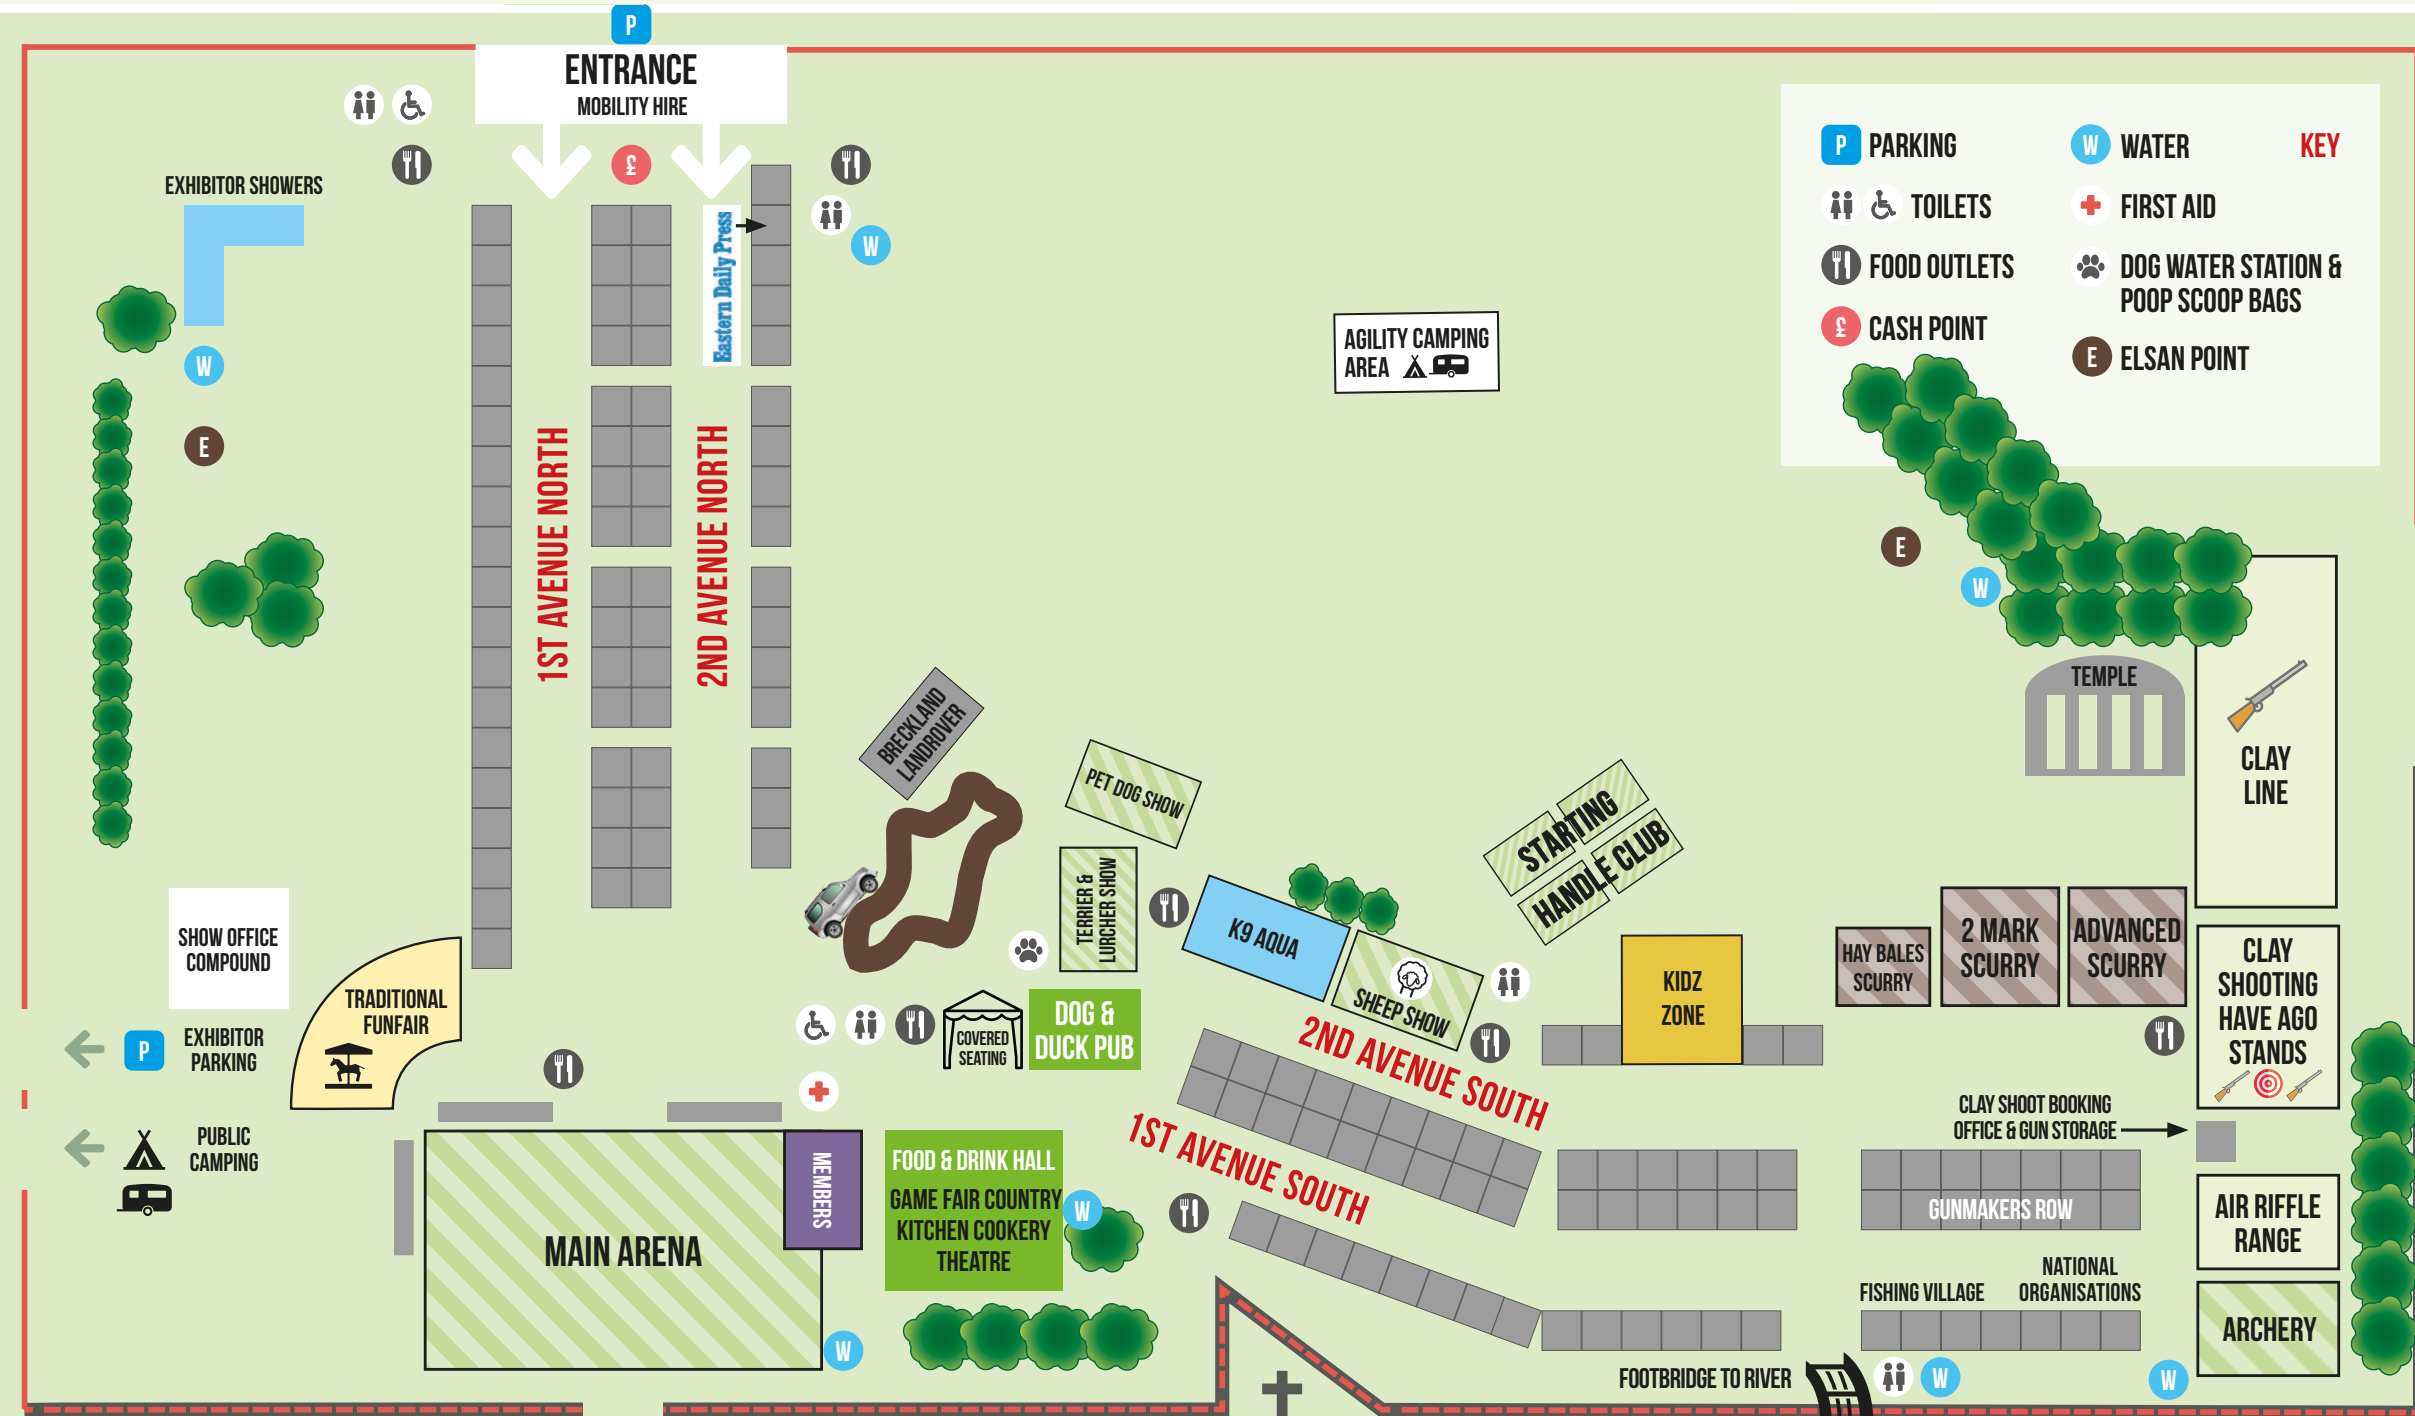 P
ENTRANCE
MOBILITY HIRE
£
EXHIBITOR SHOWERS
Eastern Daily Press
W
W
E
1ST AVENUE NORTH
2ND AVENUE NORTH
AGILITY CAMPING
AREA
P PARKING
TOILETS
FOOD OUTLETS
£ CASH POINT
KEY
W WATER
FIRST AID
DOG WATER STATION &
POOP SCOOP BAGS
E ELSAN POINT
E
W
TEMPLE
CLAY
LINE
BRECKLAND
LANDROVER
PET DOG SHOW
TERRIER &
LURCHER SHOW
K9 AQUA
SHEEP SHOW
STARTING
HANDLE CLUB
KIDZ
ZONE
HAY BALES
SCURRY
2 MARK
SCURRY
ADVANCED
SCURRY
CLAY
SHOOTING
HAVE AGO
STANDS
SHOW OFFICE
COMPOUND
TRADITIONAL
FUNFAIR
P
EXHIBITOR
PARKING
PUBLIC
CAMPING
COVERED
SEATING
DOG &
DUCK PUB
2ND AVENUE SOUTH
1ST AVENUE SOUTH
CLAY SHOOT BOOKING
OFFICE & GUN STORAGE
MAIN ARENA
MEMBERS
FOOD & DRINK HALL
GAME FAIR COUNTRY
KITCHEN COOKERY
THEATRE
W
W
GUNMAKERS ROW
AIR RIFFLE
RANGE
FISHING VILLAGE
NATIONAL
ORGANISATIONS
ARCHERY
FOOTBRIDGE TO RIVER
W
W